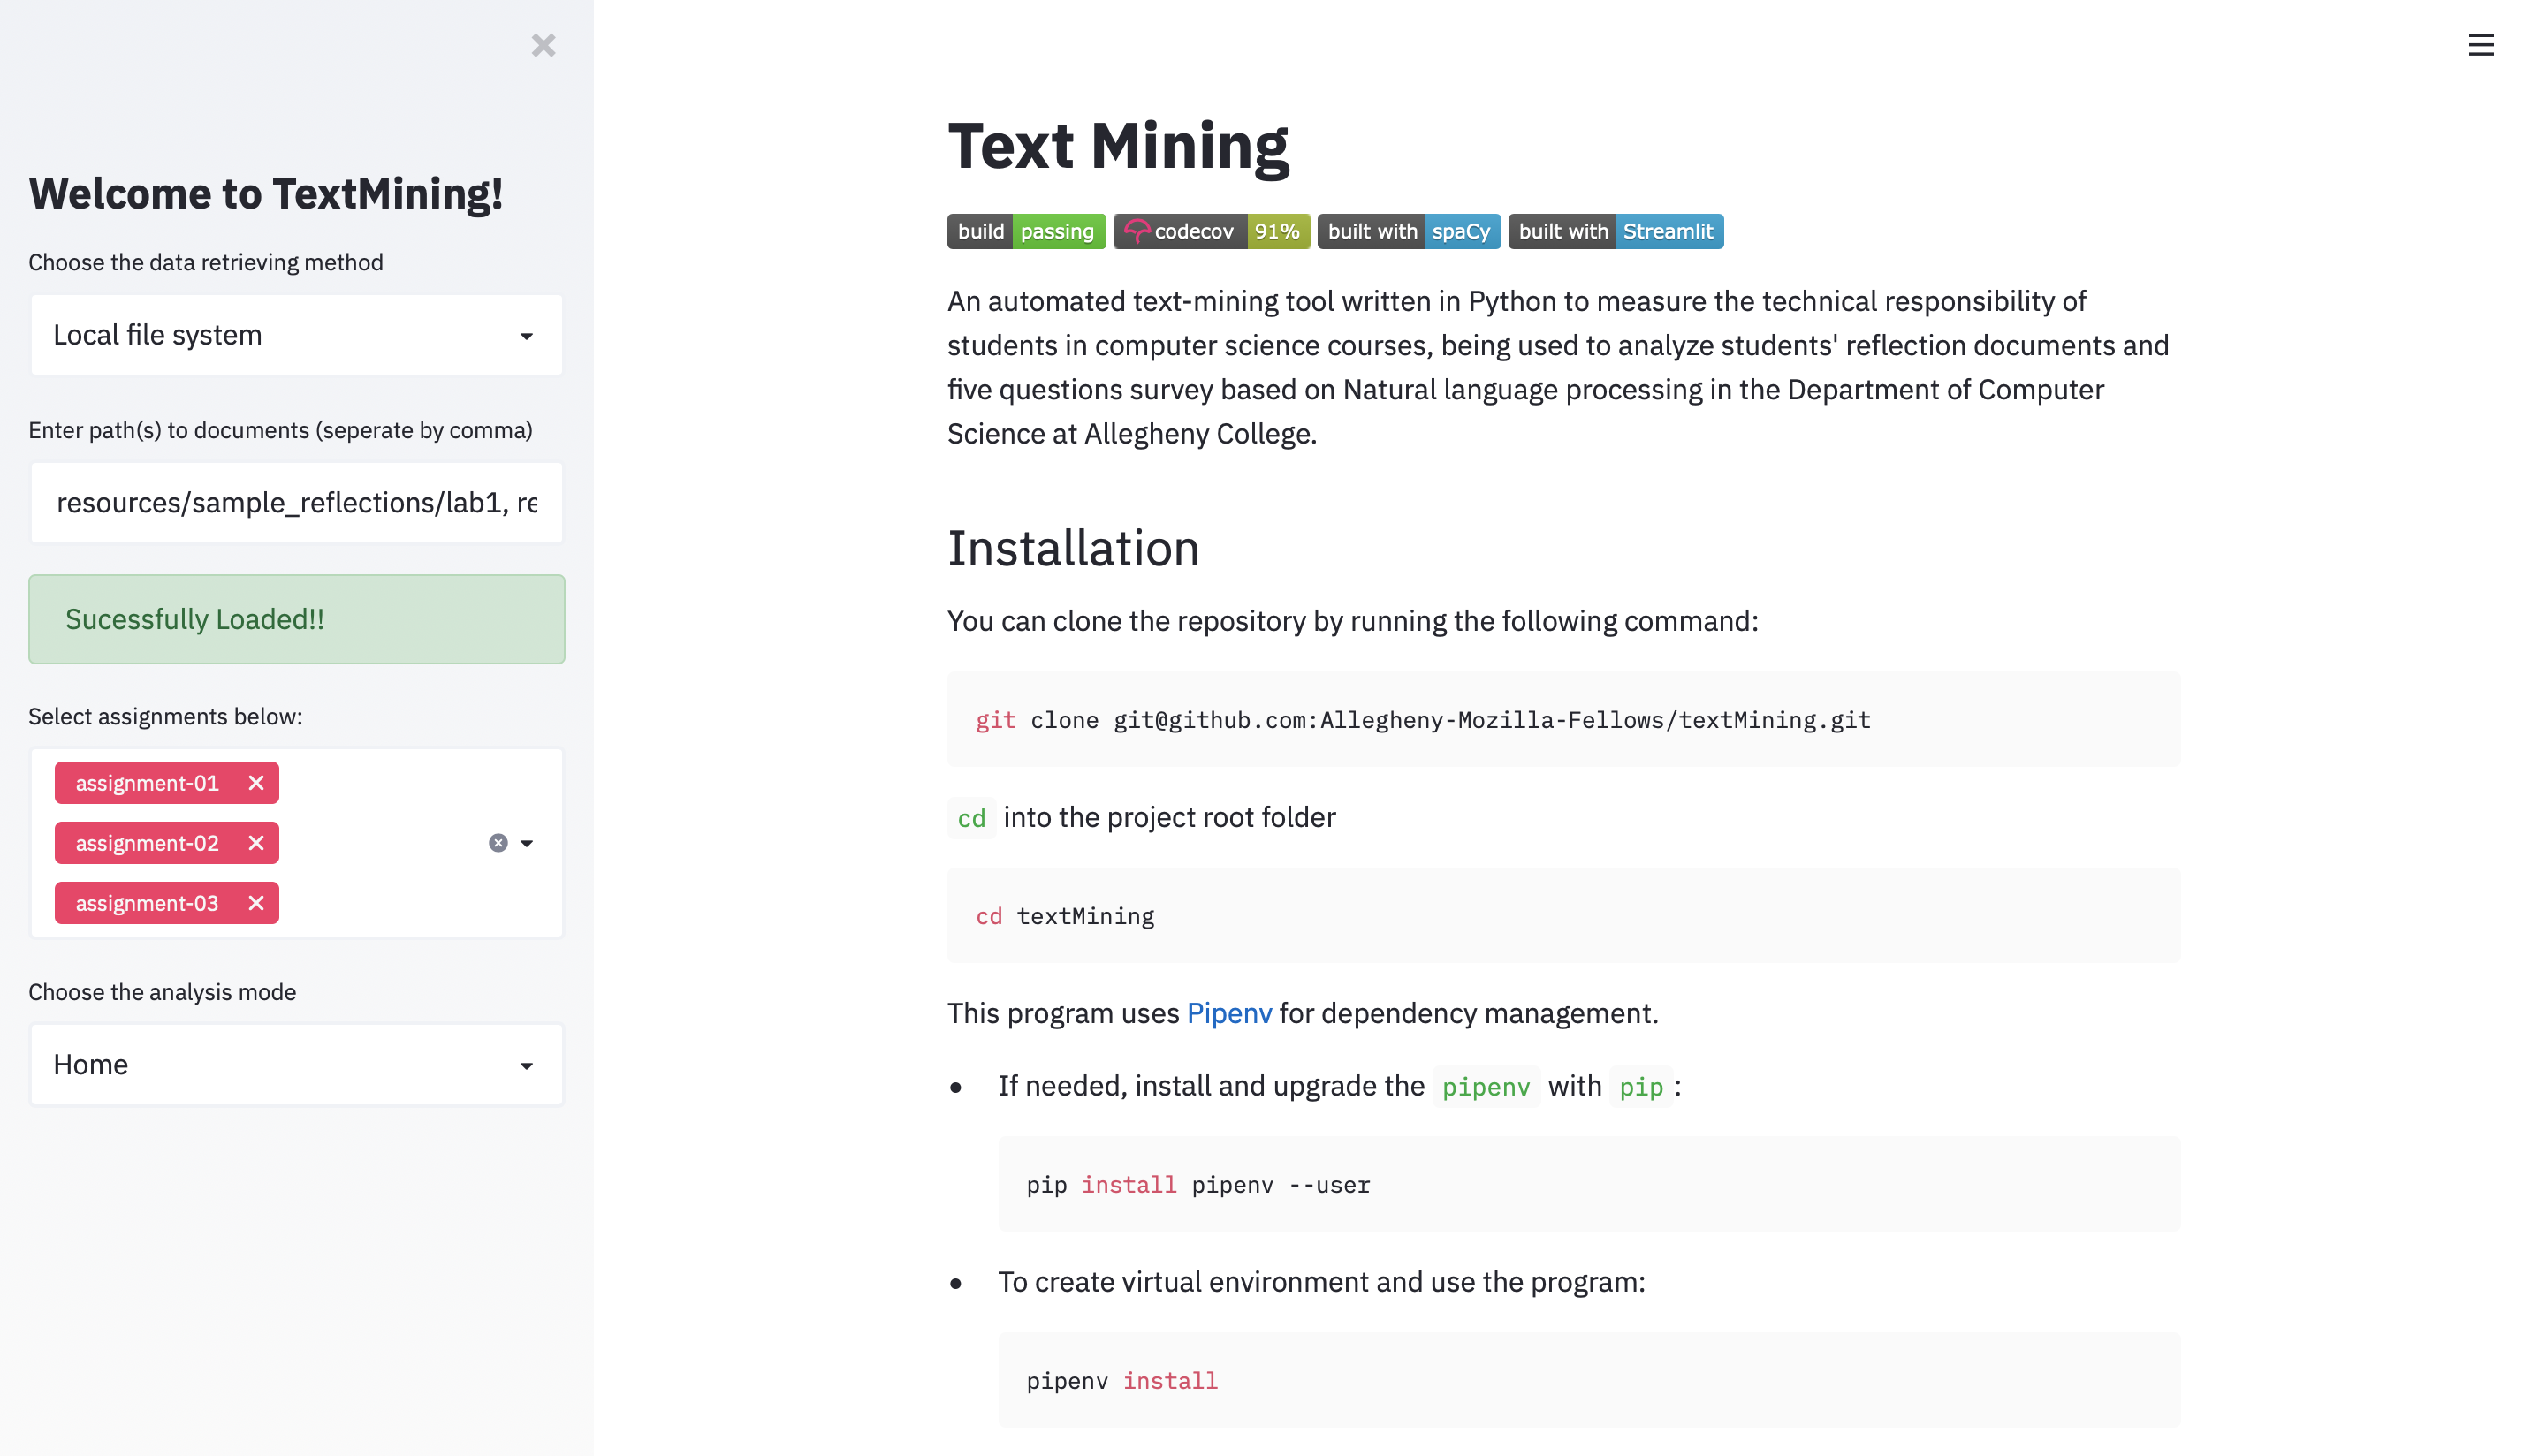 Welcome to TextMining!
Choose the data retrieving method
Local file system
Enter path(s) to documents (seperate by comma)
resources/sample_reflections/lab1, re
Sucessfully Loaded!!
Select assignments below:
assignment-01
assignment-02
assignment-03
Choose the analysis mode
Home
Text Mining
build passing codecov 91% built with spaCy built with Streamlit
An automated text-mining tool written in Python to measure the technical responsibility of
students in computer science courses, being used to analyze students' reflection documents and
five questions survey based on Natural language processing in the Department of Computer
Science at Allegheny College.
Installation
You can clone the repository by running the following command:
git clone git@github.com:Allegheny-Mozilla-Fellows/textMining.git
cd into the project root folder
cd textMining
This program uses Pipenv for dependency management.
If needed, install and upgrade the pipenv with pip :
pip install pipenv --user
To create virtual environment and use the program:
pipenv install